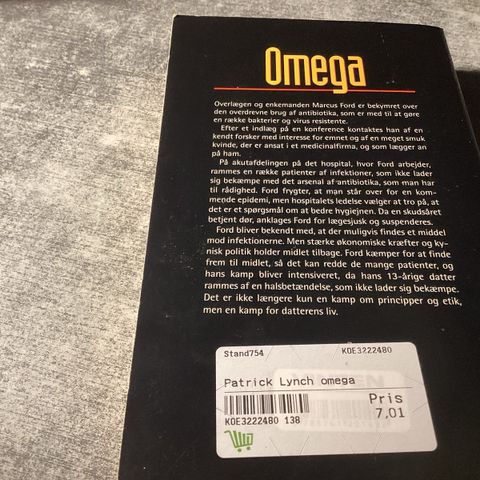 Omega
Overlægen og enkemanden Marcus Ford er bekymret over
den overdrevne brug af antibiotika, som er med til at gøre
en række bakterier og virus resistente.
Efter et indlæg på en konference kontaktes han af en
kendt forsker med interesse for emnet og af en meget smuk
kvinde, der er ansat i et medicinalfirma, og som lægger an
på ham.
På akutafdelingen på det hospital, hvor Ford arbejder,
rammes en række patienter af infektioner, som ikke lader
sig bekæmpe med det arsenal af antibiotika, som man har
til rådighed. Ford frygter, at man står over for en kom-
mende epidemi, men hospitalets ledelse vælger at tro på, at
det er et spørgsmål om at bedre hygiejnen. Da en skudsåret
betjent dør, anklages Ford for lægesjusk og suspenderes.
Ford bliver bekendt med, at der muligvis findes et middel
mod infektionerne. Men stærke økonomiske kræfter og ky-
nisk politik holder midlet tilbage. Ford kæmper for at finde
frem til midlet, så det kan redde de mange patienter, og
hans kamp bliver intensiveret, da hans 13-årige datter
rammes af en halsbetændelse, som ikke lader sig bekæmpe.
Det er ikke længere kun en kamp om principper og etik,
men en kamp for datterens liv.
Stand754 KOE3222480
Patrick Lynch omega
Pris
7,01
KOE3222480 138